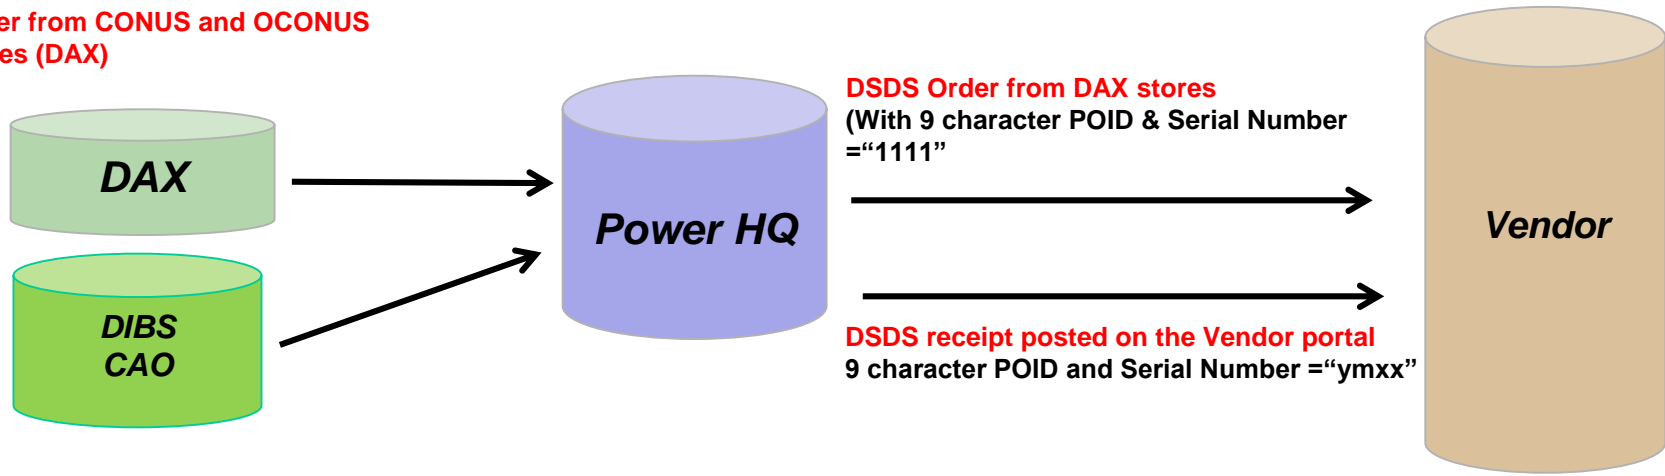 er from CONUS and OCONUS
es (DAX)
DAX
DIBS
CAO
Power HQ
DSDS Order from DAX stores
(With 9 character POID & Serial Number
=“1111”
DSDS receipt posted on the Vendor portal
9 character POID and Serial Number =“ymxx”
Vendor